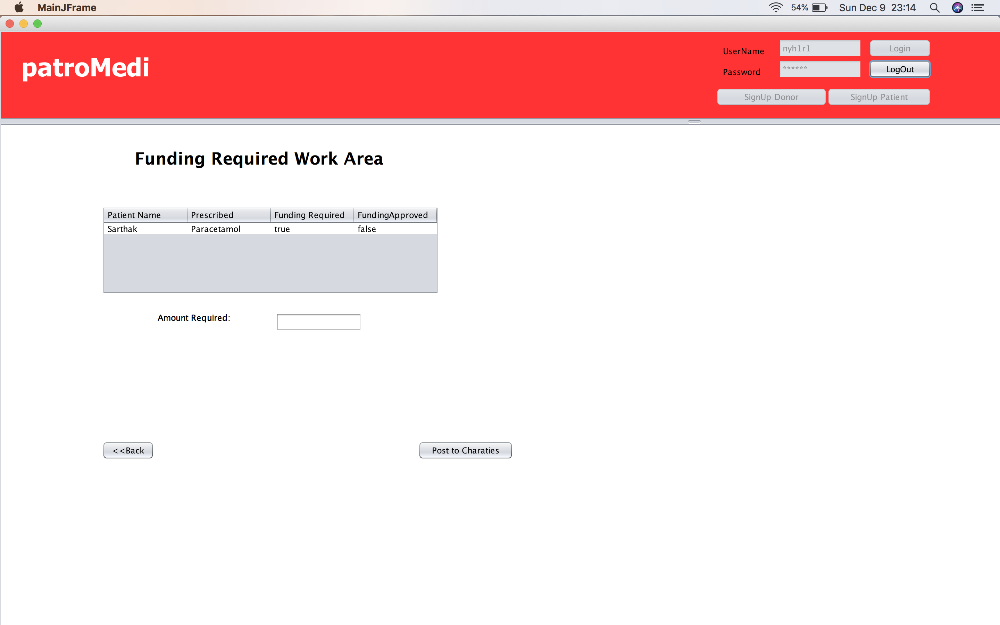 MainJFrame 54% Sun Dec 9 23:14
patroMedi
UserName nyh1r1 Login
Password ****** LogOut
SignUp Donor SignUp Patient
Funding Required Work Area
Patient Name Prescribed Funding Required FundingApproved
Sarthak Paracetamol true false
Amount Required:
<<Back Post to Charaties